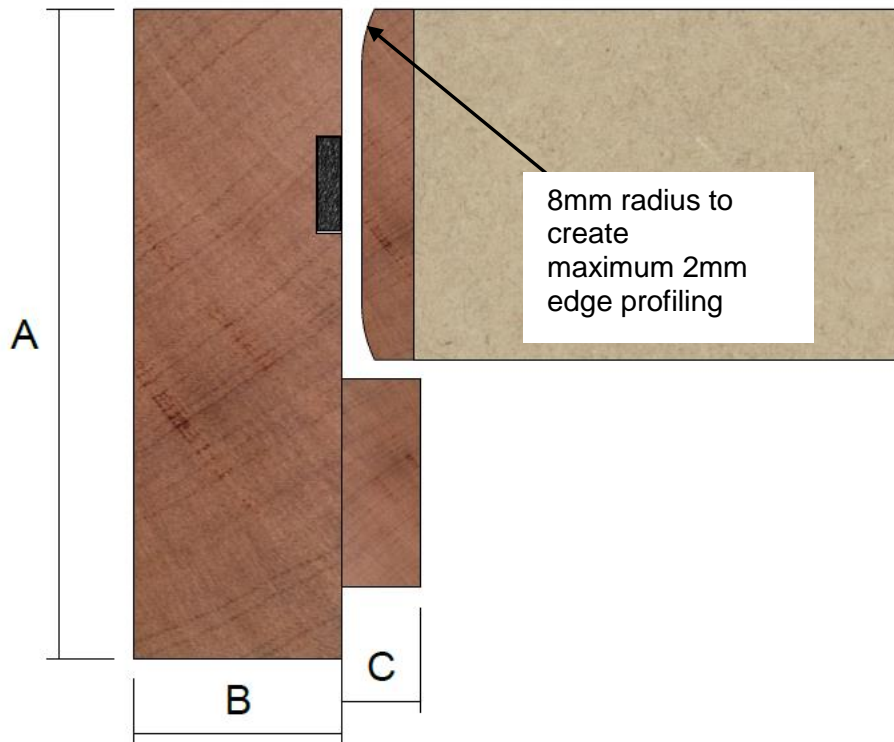 8mm radius to
create
maximum 2mm
edge profiling
A
C
B